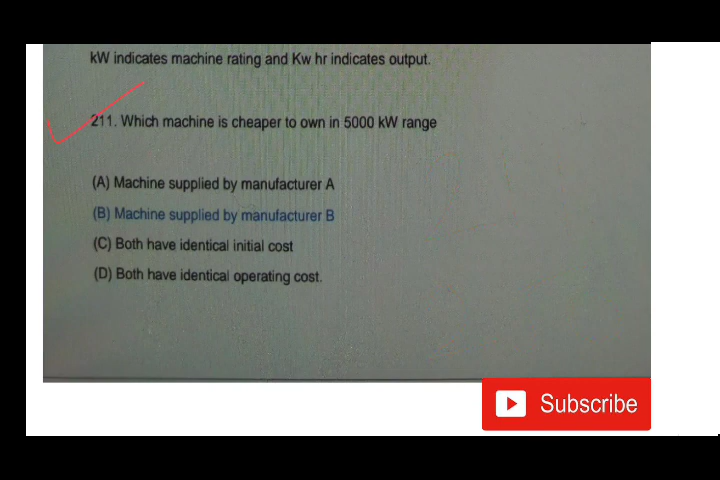 kW indicates machine rating and Kw hr indicates output.
211. Which machine is cheaper to own in 5000 kW range
(A) Machine supplied by manufacturer A
(B) Machine supplied by manufacturer B
(C) Both have identical initial cost
(D) Both have identical operating cost.
Subscribe